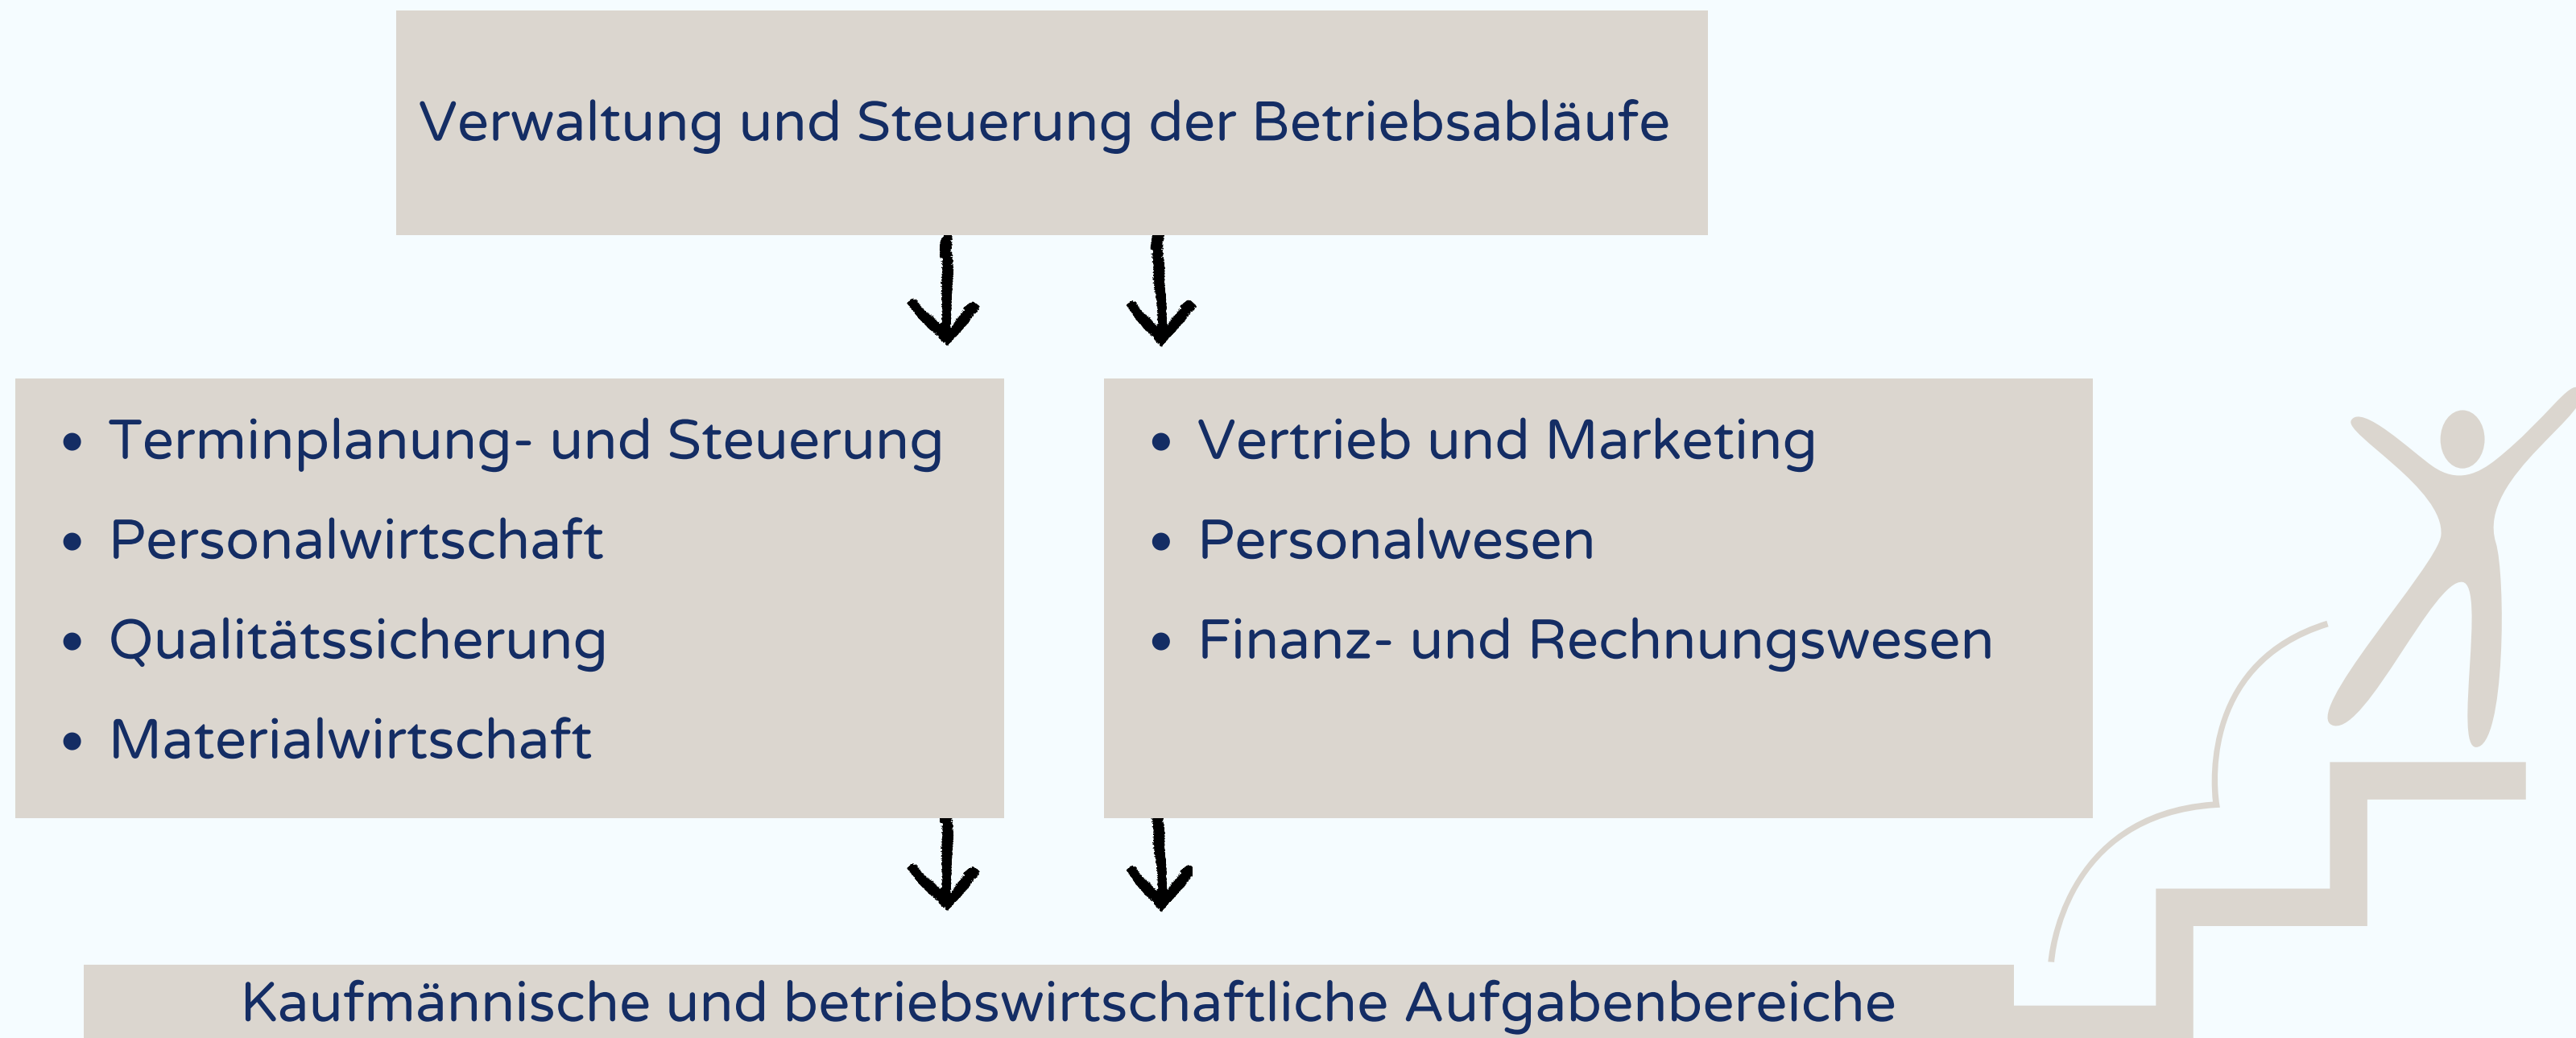 Verwaltung und Steuerung der Betriebsabläufe
• Terminplanung- und Steuerung
• Personalwirtschaft
• Qualitätssicherung
• Materialwirtschaft
• Vertrieb und Marketing
• Personalwesen
• Finanz- und Rechnungswesen
Kaufmännische und betriebswirtschaftliche Aufgabenbereiche